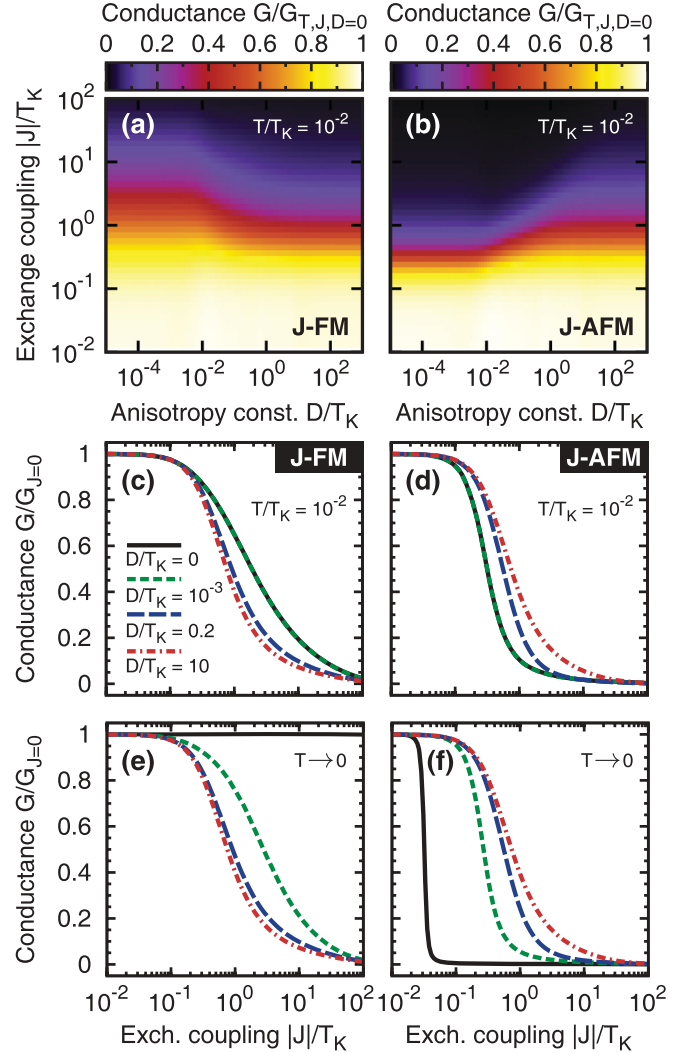 Conductance G/G_{T,J,D=0} Conductance G/G_{T,J,D=0}
0 0.2 0.4 0.6 0.8 1 0 0.2 0.4 0.6 0.8 1
Exchange coupling |J|/T_K
10^2
10^1
10^0
10^{-1}
10^{-2}
(a) T/T_K = 10^{-2}
J-FM
(b) T/T_K = 10^{-2}
J-AFM
10^{-4} 10^{-2} 10^0 10^2 10^{-4} 10^{-2} 10^0 10^2
Anisotropy const. D/T_K Anisotropy const. D/T_K
Conductance G/G_{J=0}
1
0.8
0.6
0.4
0.2
0
(c) J-FM
T/T_K = 10^{-2}
D/T_K = 0
D/T_K = 10^{-3}
D/T_K = 0.2
D/T_K = 10
J-AFM
(d)
T/T_K = 10^{-2}
Conductance G/G_{J=0}
1
0.8
0.6
0.4
0.2
0
(e) T→0
(f) T→0
10^{-2} 10^{-1} 10^0 10^1 10^2 10^{-2} 10^{-1} 10^0 10^1 10^2
Exch. coupling |J|/T_K Exch. coupling |J|/T_K